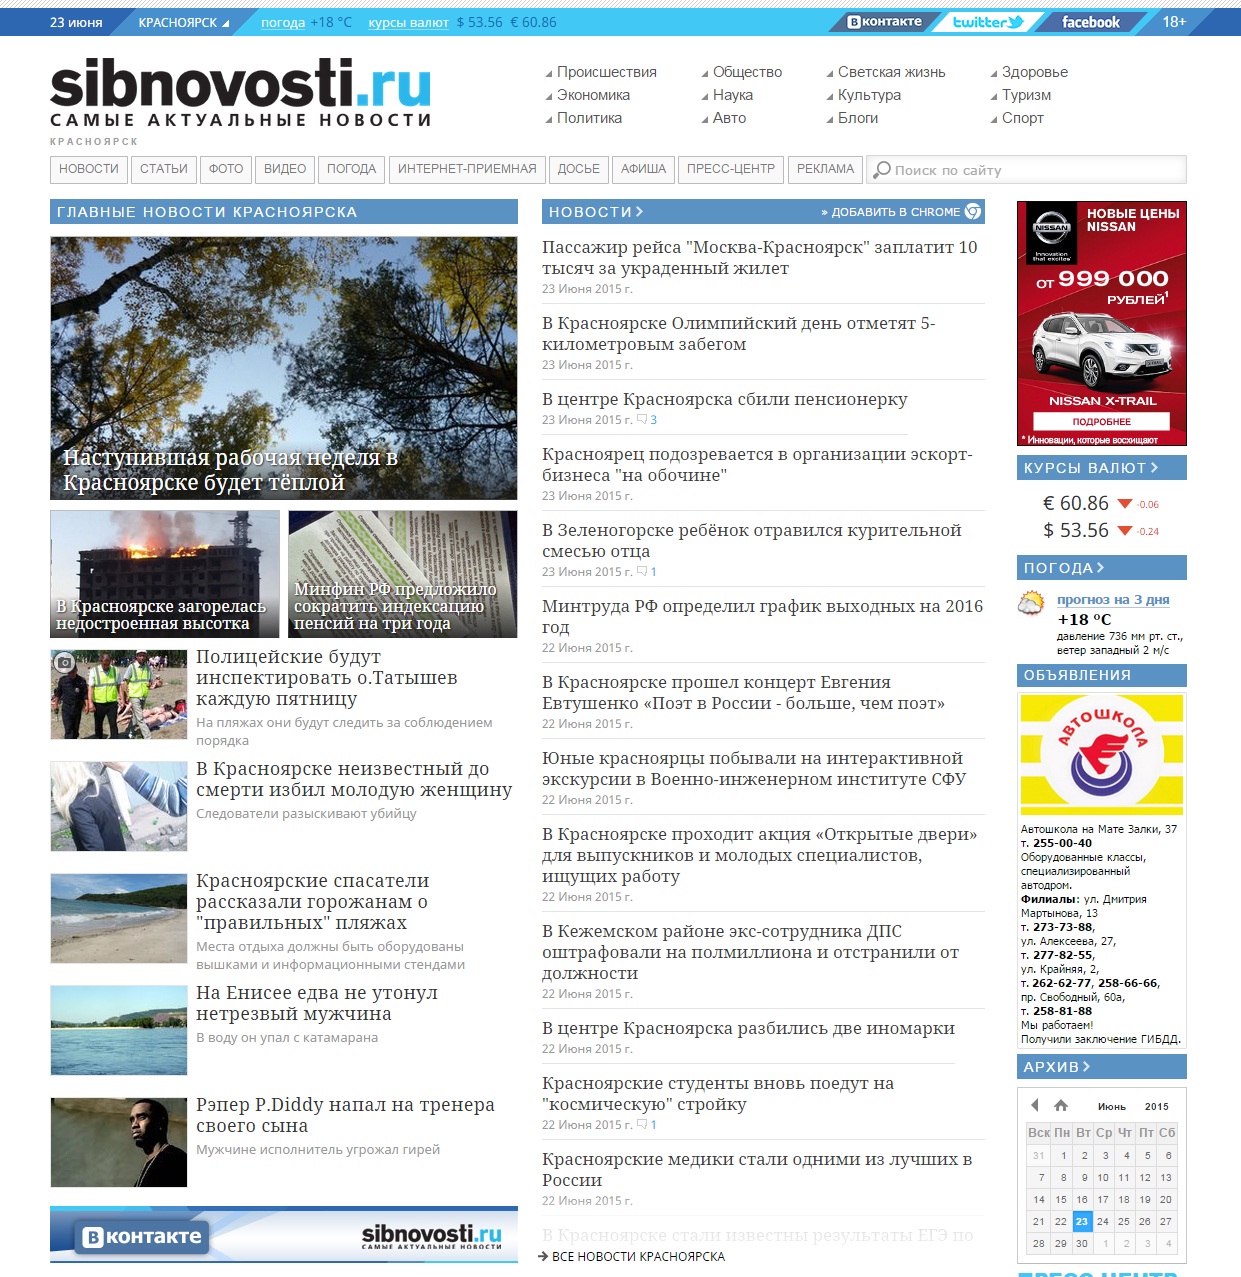 23 июня
КРАСНОЯРСК
погода +18 °C
курсы валют $ 53.56 € 60.86
В контакте
twitter
facebook
18+
sibnovosti.ru
САМЫЕ АКТУАЛЬНЫЕ НОВОСТИ
КРАСНОЯРСК
Происшествия
Общество
Светская жизнь
Здоровье
Экономика
Наука
Культура
Туризм
Политика
Авто
Блоги
Спорт
НОВОСТИ
СТАТЬИ
ФОТО
ВИДЕО
ПОГОДА
ИНТЕРНЕТ-ПРИЕМНАЯ
ДОСЬЕ
АФИША
ПРЕСС-ЦЕНТР
РЕКЛАМА
Поиск по сайту
ГЛАВНЫЕ НОВОСТИ КРАСНОЯРСКА
Наступившая рабочая неделя в
Красноярске будет тёплой
В Красноярске загорелась
недостроенная высотка
Минфин РФ предложило
сократить индексацию
пенсий на три года
Полицейские будут
инспектировать о.Татышев
каждую пятницу
На пляжах они будут следить за соблюдением
порядка
В Красноярске неизвестный до
смерти избил молодую женщину
Следователи разыскивают убийцу
Красноярские спасатели
рассказали горожанам о
"правильных" пляжах
Места отдыха должны быть оборудованы
вышками и информационными стендами
На Енисее едва не утонул
нетрезвый мужчина
В воду он упал с катамарана
Рэпер P.Diddy напал на тренера
своего сына
Мужчине исполнитель угрожал гирей
В контакте
sibnovosti.ru
САМЫЕ АКТУАЛЬНЫЕ НОВОСТИ
НОВОСТИ
» ДОБАВИТЬ В CHROME
Пассажир рейса "Москва-Красноярск" заплатит 10
тысяч за украденный жилет
23 Июня 2015 г.
В Красноярске Олимпийский день отметят 5-
километровым забегом
23 Июня 2015 г.
В центре Красноярска сбили пенсионерку
23 Июня 2015 г. 3
Красноярец подозревается в организации эскорт-
бизнеса "на обочине"
23 Июня 2015 г.
В Зеленогорске ребёнок отравился курительной
смесью отца
23 Июня 2015 г. 1
Минтруда РФ определил график выходных на 2016
год
22 Июня 2015 г.
В Красноярске прошел концерт Евгения
Евтушенко «Поэт в России - больше, чем поэт»
22 Июня 2015 г.
Юные красноярцы побывали на интерактивной
экскурсии в Военно-инженерном институте СФУ
22 Июня 2015 г.
В Красноярске проходит акция «Открытые двери»
для выпускников и молодых специалистов,
ищущих работу
22 Июня 2015 г.
В Кежемском районе экс-сотрудника ДПС
оштрафовали на полмиллиона и отстранили от
должности
22 Июня 2015 г.
В центре Красноярска разбились две иномарки
22 Июня 2015 г.
Красноярские студенты вновь поедут на
"космическую" стройку
22 Июня 2015 г. 1
Красноярские медики стали одними из лучших в
России
22 Июня 2015 г.
В Красноярске стали известны результаты ЕГЭ по
ВСЕ НОВОСТИ КРАСНОЯРСКА
NISSAN
Innovation
that excites
НОВЫЕ ЦЕНЫ
NISSAN
ОТ 999 000
РУБЛЕЙ¹
NISSAN X-TRAIL
ПОДРОБНЕЕ
* Инновации, которые восхищают
КУРСЫ ВАЛЮТ
€ 60.86 -0.06
$ 53.56 -0.24
ПОГОДА
прогноз на 3 дня
+18 °C
давление 736 мм рт. ст.,
ветер западный 2 м/с
ОБЪЯВЛЕНИЯ
АВТОШКОЛА
Автошкола на Мате Залки, 37
т. 255-00-40
Оборудованные классы,
специализированный
автодром.
Филиалы: ул. Дмитрия
Мартынова, 13
т. 273-73-88,
ул. Алексеева, 27,
т. 277-82-55,
ул. Крайняя, 2,
т. 262-62-77, 258-66-66,
пр. Свободный, 60а,
т. 258-81-88
Мы работаем!
Получили заключение ГИБДД.
АРХИВ
Июнь 2015
Вск Пн Вт Ср Чт Пт Сб
31 1 2 3 4 5 6
7 8 9 10 11 12 13
14 15 16 17 18 19 20
21 22 23 24 25 26 27
28 29 30 1 2 3 4
ПРЕСС-ЦЕНТР